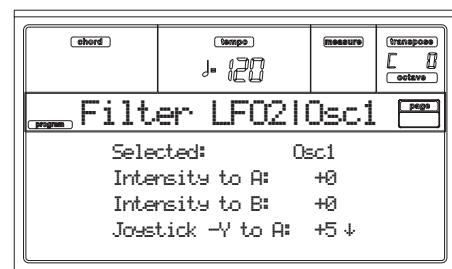 chord tempo measure transpose
♩= 120 C 0
octave
program Filter LFO2|Osc1 page
Selected: Osc1
Intensity to A: +0
Intensity to B: +0
Joystick -Y to A: +5 ↓